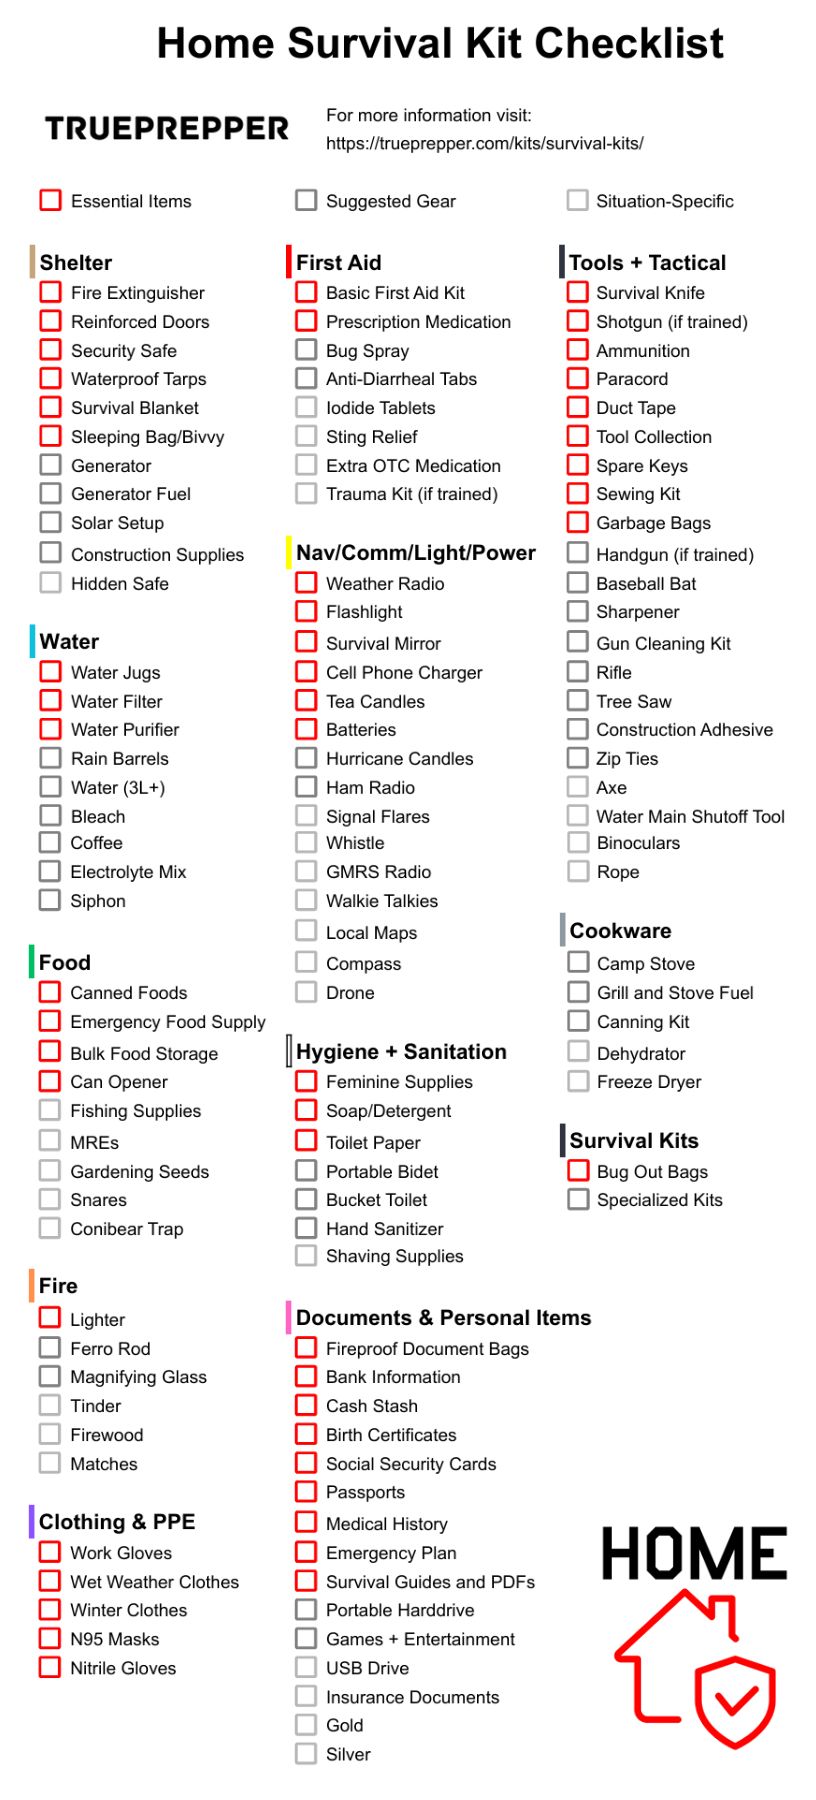 Home Survival Kit Checklist
TRUEPREPPER
For more information visit:
https://trueprepper.com/kits/survival-kits/
Essential Items
Suggested Gear
Situation-Specific
Shelter
Fire Extinguisher
Reinforced Doors
Security Safe
Waterproof Tarps
Survival Blanket
Sleeping Bag/Bivvy
Generator
Generator Fuel
Solar Setup
Construction Supplies
Hidden Safe
Water
Water Jugs
Water Filter
Water Purifier
Rain Barrels
Water (3L+)
Bleach
Coffee
Electrolyte Mix
Siphon
Food
Canned Foods
Emergency Food Supply
Bulk Food Storage
Can Opener
Fishing Supplies
MREs
Gardening Seeds
Snares
Conibear Trap
Fire
Lighter
Ferro Rod
Magnifying Glass
Tinder
Firewood
Matches
Clothing & PPE
Work Gloves
Wet Weather Clothes
Winter Clothes
N95 Masks
Nitrile Gloves
First Aid
Basic First Aid Kit
Prescription Medication
Bug Spray
Anti-Diarrheal Tabs
Iodide Tablets
Sting Relief
Extra OTC Medication
Trauma Kit (if trained)
Nav/Comm/Light/Power
Weather Radio
Flashlight
Survival Mirror
Cell Phone Charger
Tea Candles
Batteries
Hurricane Candles
Ham Radio
Signal Flares
Whistle
GMRS Radio
Walkie Talkies
Local Maps
Compass
Drone
Hygiene + Sanitation
Feminine Supplies
Soap/Detergent
Toilet Paper
Portable Bidet
Bucket Toilet
Hand Sanitizer
Shaving Supplies
Documents & Personal Items
Fireproof Document Bags
Bank Information
Cash Stash
Birth Certificates
Social Security Cards
Passports
Medical History
Emergency Plan
Survival Guides and PDFs
Portable Harddrive
Games + Entertainment
USB Drive
Insurance Documents
Gold
Silver
Tools + Tactical
Survival Knife
Shotgun (if trained)
Ammunition
Paracord
Duct Tape
Tool Collection
Spare Keys
Sewing Kit
Garbage Bags
Handgun (if trained)
Baseball Bat
Sharpener
Gun Cleaning Kit
Rifle
Tree Saw
Construction Adhesive
Zip Ties
Axe
Water Main Shutoff Tool
Binoculars
Rope
Cookware
Camp Stove
Grill and Stove Fuel
Canning Kit
Dehydrator
Freeze Dryer
Survival Kits
Bug Out Bags
Specialized Kits
HOME